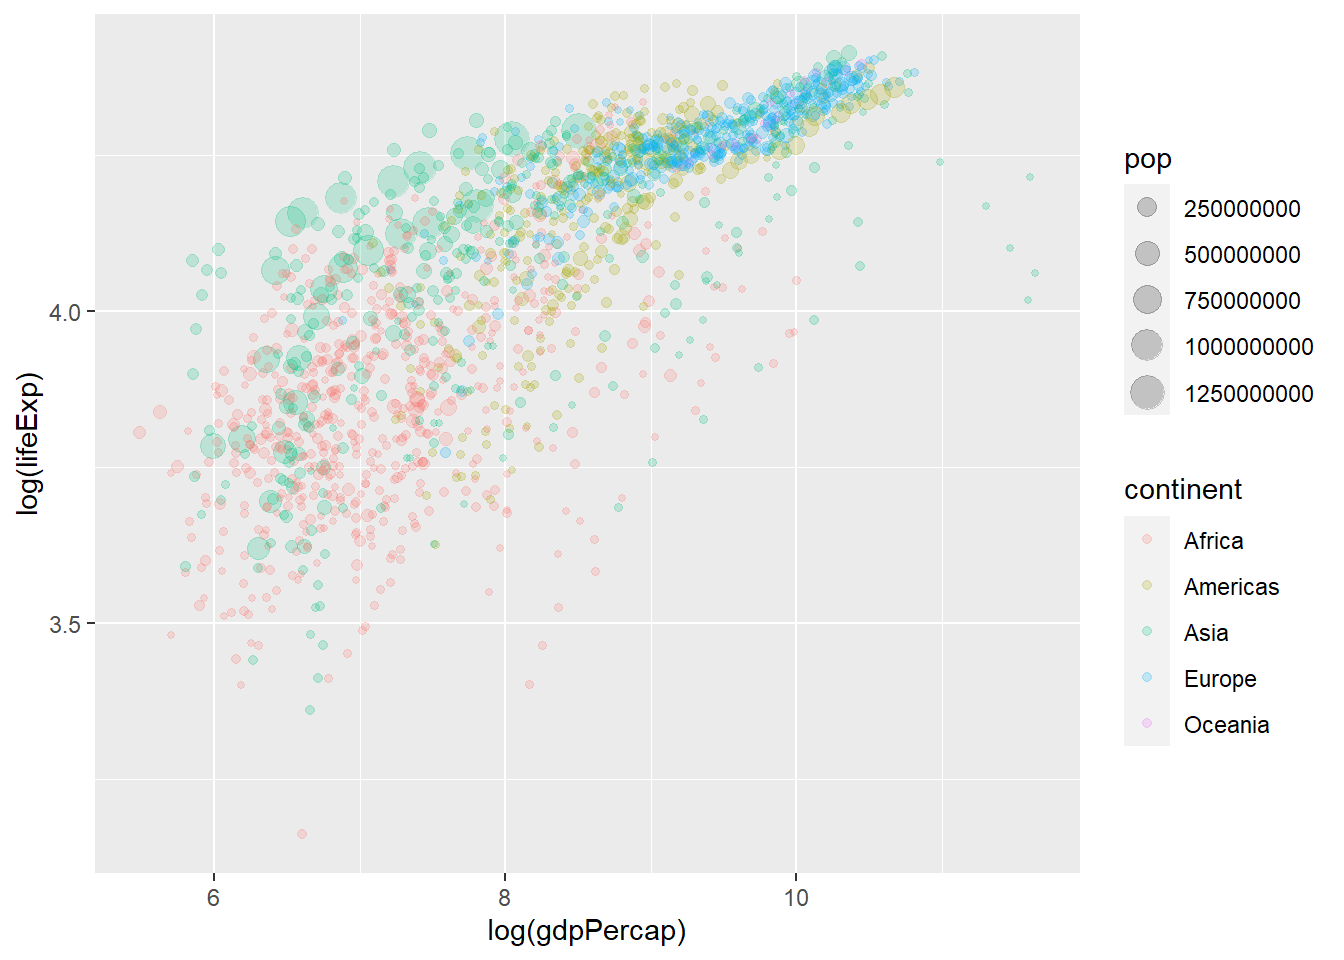 log(lifeExp)
4.0
3.5
6
8
10
log(gdpPercap)
pop
250000000
500000000
750000000
1000000000
1250000000
continent
Africa
Americas
Asia
Europe
Oceania